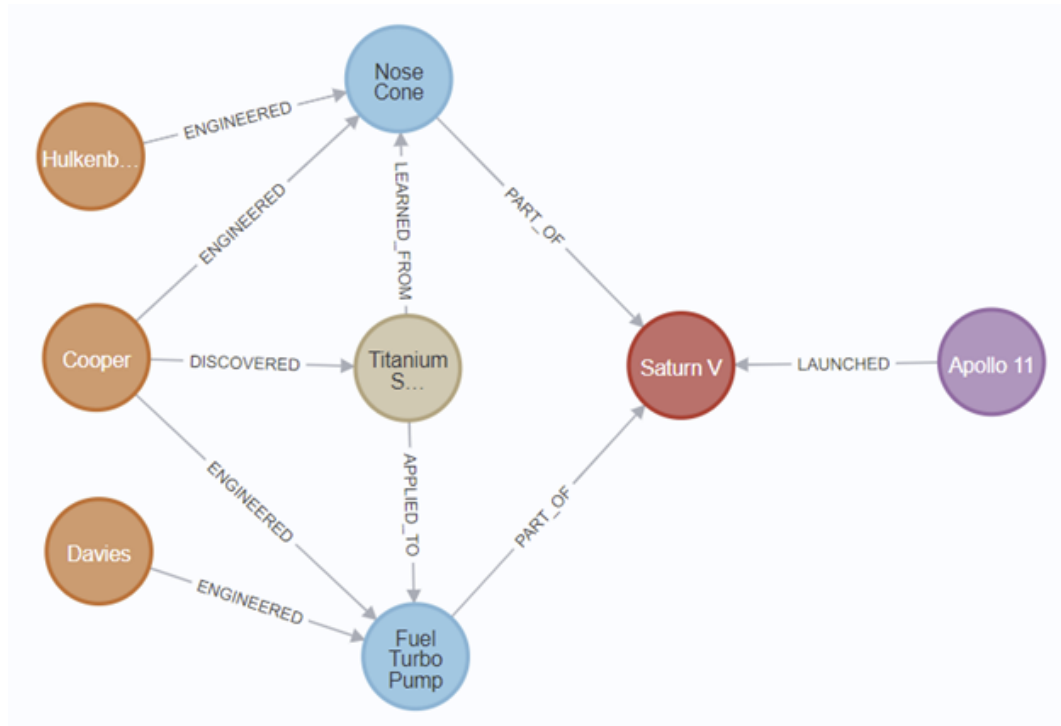 Nose
Cone
ENGINEERED
Hulkenb...
ENGINEERED
LEARNED_FROM
PART_OF
Cooper
DISCOVERED
Titanium
S...
Saturn V
LAUNCHED
Apollo 11
ENGINEERED
APPLIED_TO
PART_OF
Davies
ENGINEERED
Fuel
Turbo
Pump